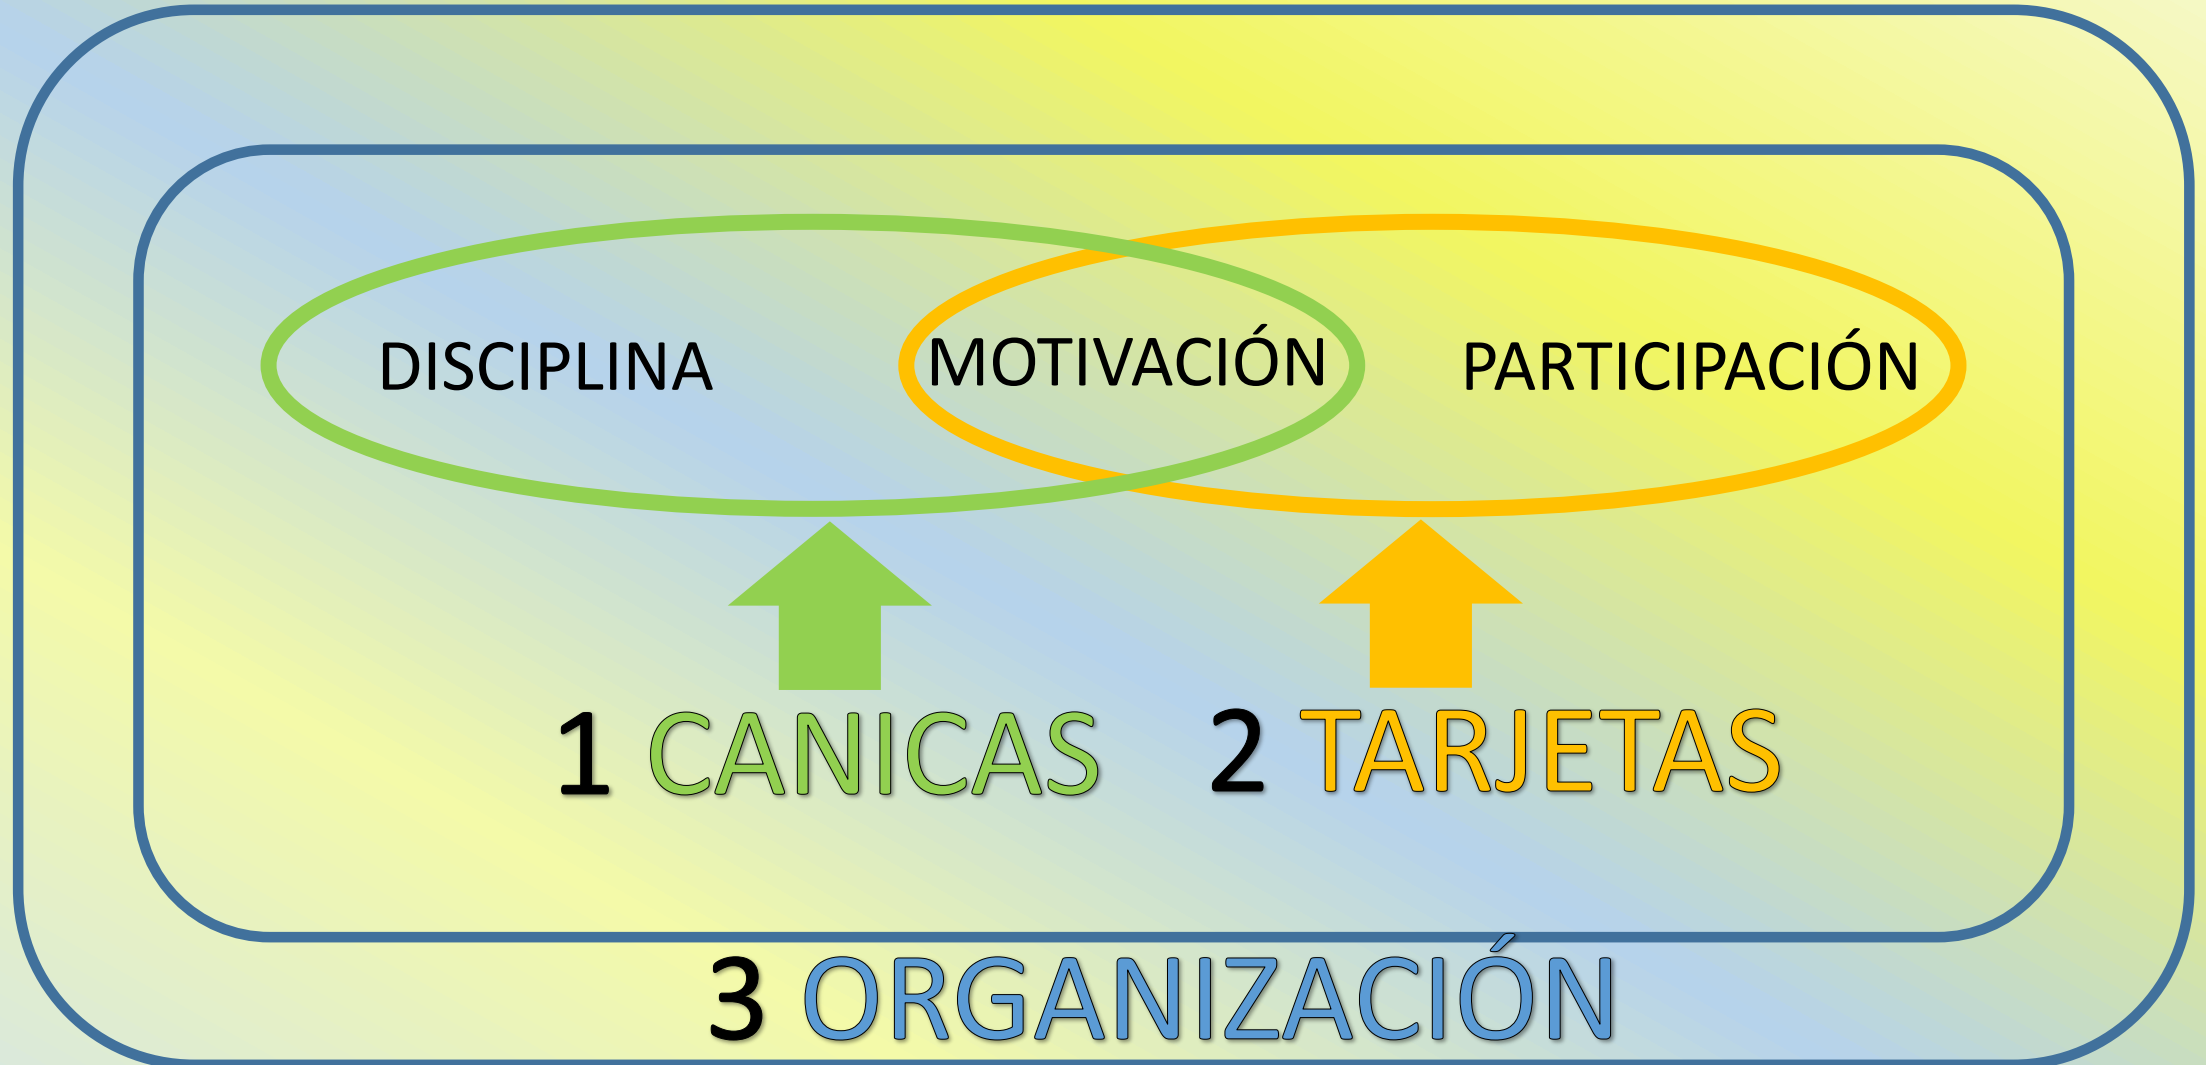 DISCIPLINA MOTIVACIÓN PARTICIPACIÓN
1 CANICAS 2 TARJETAS
3 ORGANIZACIÓN